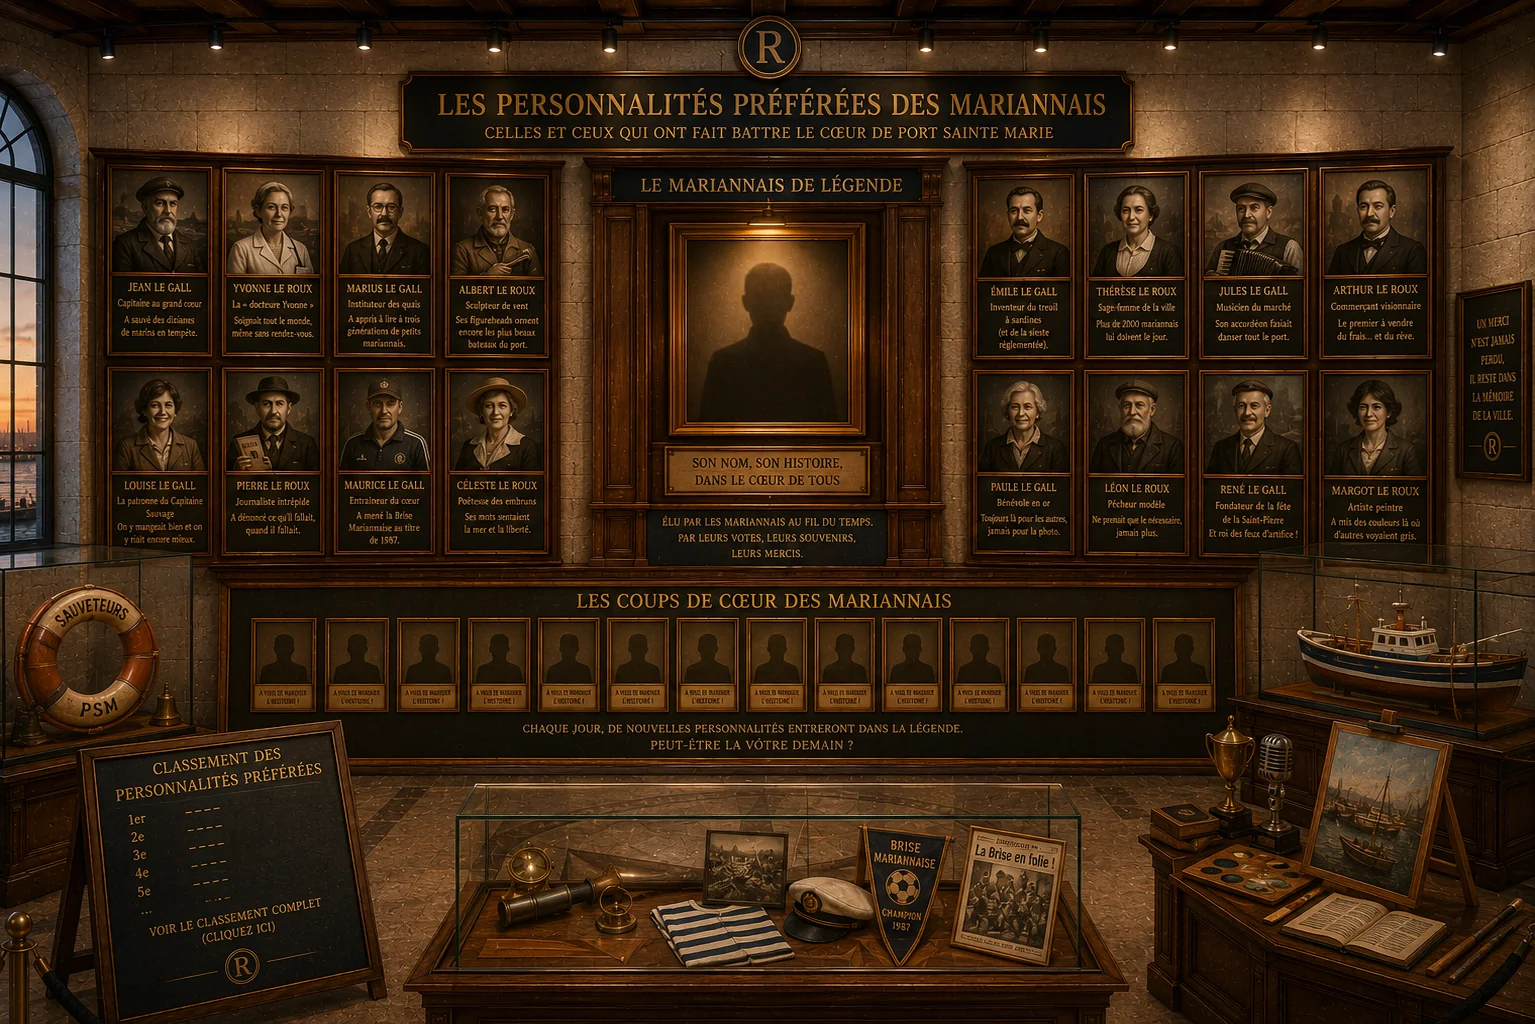 R
LES PERSONNALITÉS PRÉFÉRÉES DES MARIANNAIS
CELLES ET CEUX QUI ONT FAIT BATTRE LE CŒUR DE PORT SAINTE MARIE
JEAN LE GALL
Capitaine au grand cœur
A sauvé des dizaines
de marins en tempête.
YVONNE LE ROUX
La « docteure Yvonne »
Soignait tout le monde,
même sans rendez-vous.
MARIUS LE GALL
Instituteur des quais
A appris à lire à trois
générations de petits
mariannais.
ALBERT LE ROUX
Sculpteur de vent
Ses figureheads ornent
encore les plus beaux
bateaux du port.
LOUISE LE GALL
La patronne du Capitaine
Sauvage
On y mangeait bien et on
y riait encore mieux.
PIERRE LE ROUX
Journaliste intrépide
A dénoncé ce qu'il fallait,
quand il fallait.
MAURICE LE GALL
Entraîneur du cœur
A mené la Brise
Mariannaise au titre
de 1987.
CÉLESTE LE ROUX
Poétesse des embruns
Ses mots sentaient
la mer et la liberté.
LE MARIANNAIS DE LÉGENDE
SON NOM, SON HISTOIRE,
DANS LE CŒUR DE TOUS
ÉLU PAR LES MARIANNAIS AU FIL DU TEMPS.
PAR LEURS VOTES, LEURS SOUVENIRS,
LEURS MERCIS.
ÉMILE LE GALL
Inventeur du treuil
à sardines
(et de la sieste
réglementée).
THÉRÈSE LE ROUX
Sage-femme de la ville
Plus de 2000 mariannais
lui doivent le jour.
JULES LE GALL
Musicien du marché
Son accordéon faisait
danser tout le port.
ARTHUR LE ROUX
Commerçant visionnaire
Le premier à vendre
du frais... et du rêve.
PAULE LE GALL
Bénévole en or
Toujours là pour les autres,
jamais pour la photo.
LÉON LE ROUX
Pêcheur modèle
Ne prenait que le nécessaire,
jamais plus.
RENÉ LE GALL
Fondateur de la fête
de la Saint-Pierre
Et roi des feux d'artifice !
MARGOT LE ROUX
Artiste peintre
A mis des couleurs là où
d'autres voyaient gris.
UN MERCI
N'EST JAMAIS
PERDU,
IL RESTE DANS
LA MÉMOIRE
DE LA VILLE.
R
LES COUPS DE CŒUR DES MARIANNAIS
CHAQUE JOUR, DE NOUVELLES PERSONNALITÉS ENTRERONT DANS LA LÉGENDE.
PEUT-ÊTRE LA VÔTRE DEMAIN ?
SAUVETEURS
PSM
CLASSEMENT DES
PERSONNALITÉS PRÉFÉRÉES
1er ----
2e ----
3e ----
4e ----
5e ----
...
VOIR LE CLASSEMENT COMPLET
(CLIQUEZ ICI)
R
BRISE
MARIANNAISE
CHAMPION
1987
La Brise en folie !